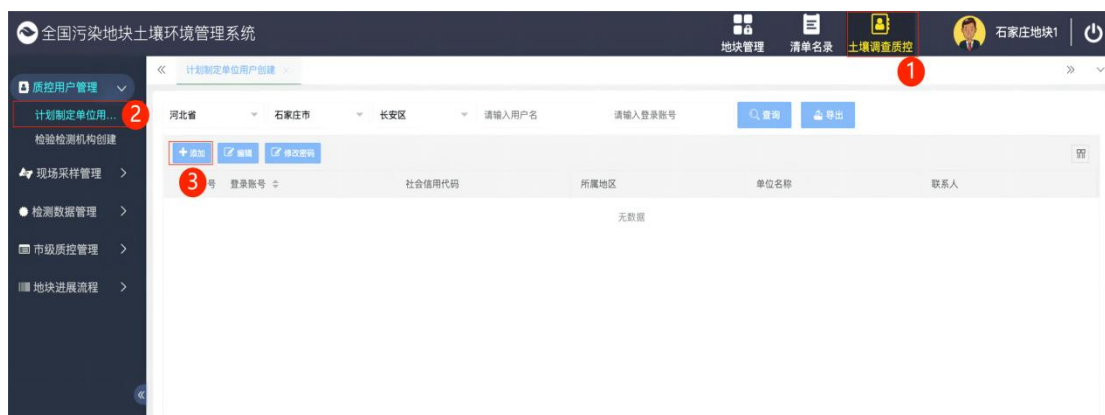 全国污染地块土壤环境管理系统
地块管理 清单名录 土壤调查质控 石家庄地块1
1
质控用户管理 计划制定单位用户创建
计划制定单位用... 2 河北省 石家庄市 长安区 请输入用户名 请输入登录账号 查询 导出
检验检测机构创建
添加 编辑 修改密码
现场采样管理 3 号 登录账号 社会信用代码 所属地区 单位名称 联系人
检测数据管理 无数据
市级质控管理
地块进展流程